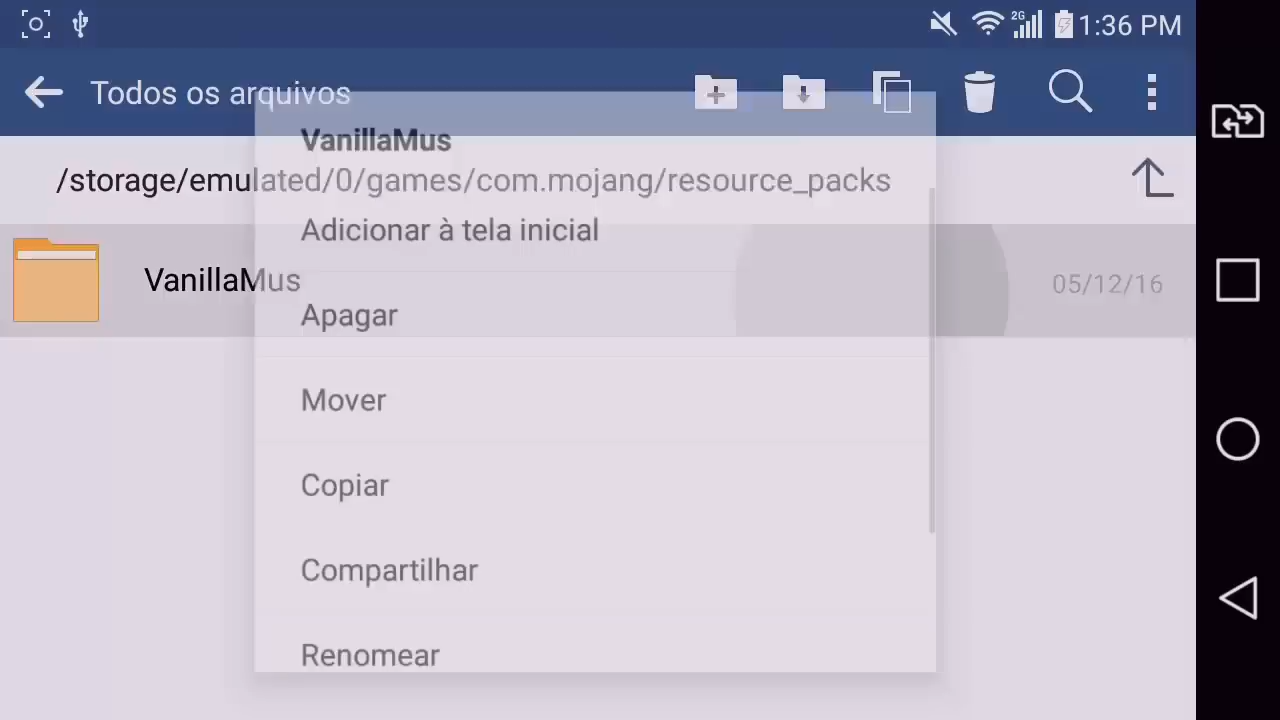 2G 1:36 PM
Todos os arquivos
VanillaMus
/storage/emulated/0/games/com.mojang/resource_packs
Adicionar à tela inicial
VanillaMus 05/12/16
Apagar
Mover
Copiar
Compartilhar
Renomear